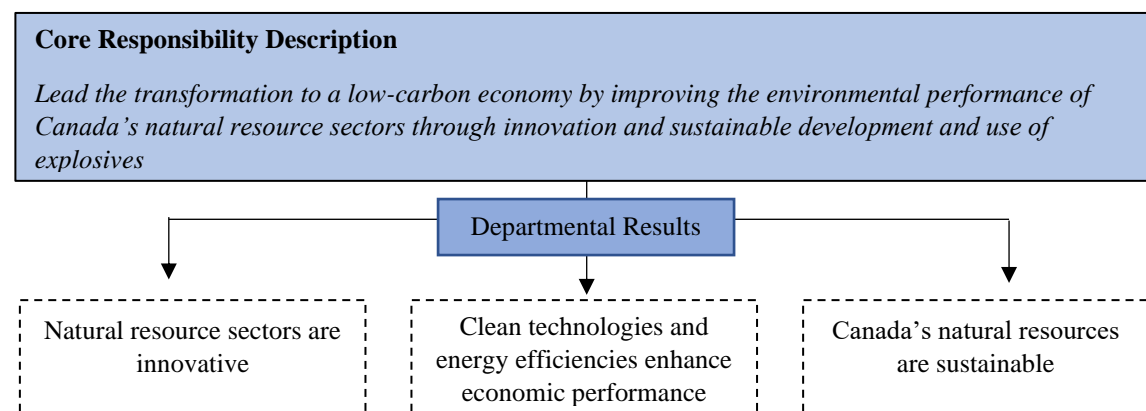 Core Responsibility Description
Lead the transformation to a low-carbon economy by improving the environmental performance of
Canada’s natural resource sectors through innovation and sustainable development and use of
explosives
Departmental Results
Natural resource sectors are
innovative
Clean technologies and
energy efficiencies enhance
economic performance
Canada’s natural resources
are sustainable